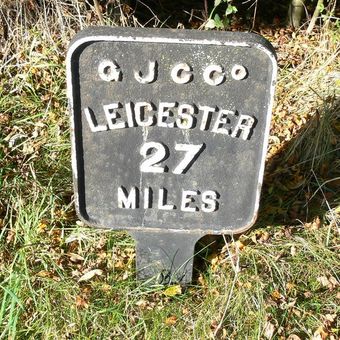 G J C Cº
LEICESTER
27
MILES